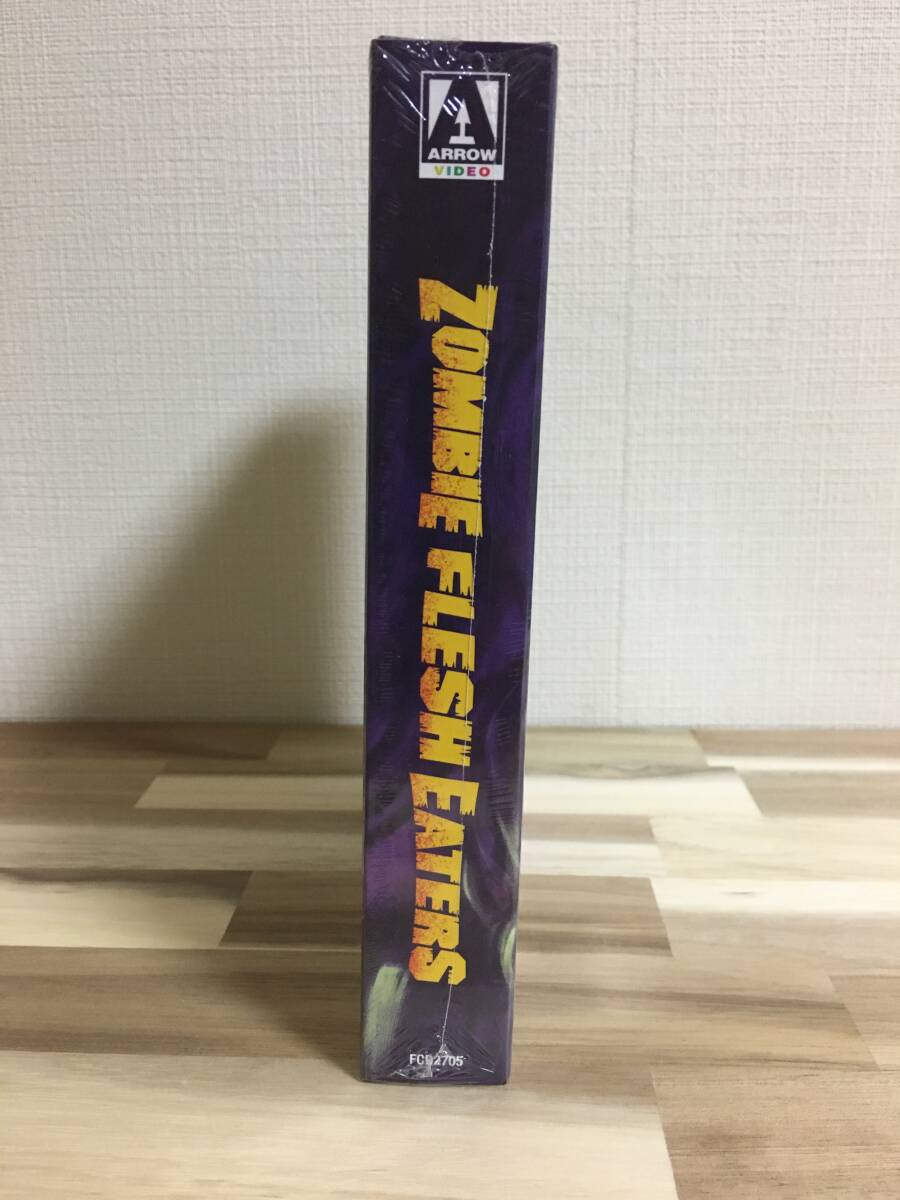 ARROW
VIDEO
ZOMBIE FLESH EATERS
FCD2705